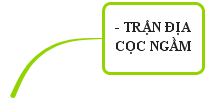 - TRẬN ĐỊA
CỌC NGẦM